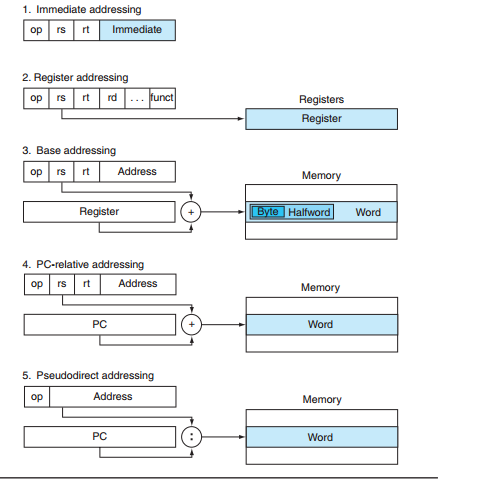 1. Immediate addressing
op rs rt Immediate
2. Register addressing
op rs rt rd ... funct
Registers
Register
3. Base addressing
op rs rt Address
Memory
Register + Byte Halfword Word
4. PC-relative addressing
op rs rt Address
Memory
PC + Word
5. Pseudodirect addressing
op Address
Memory
PC : Word